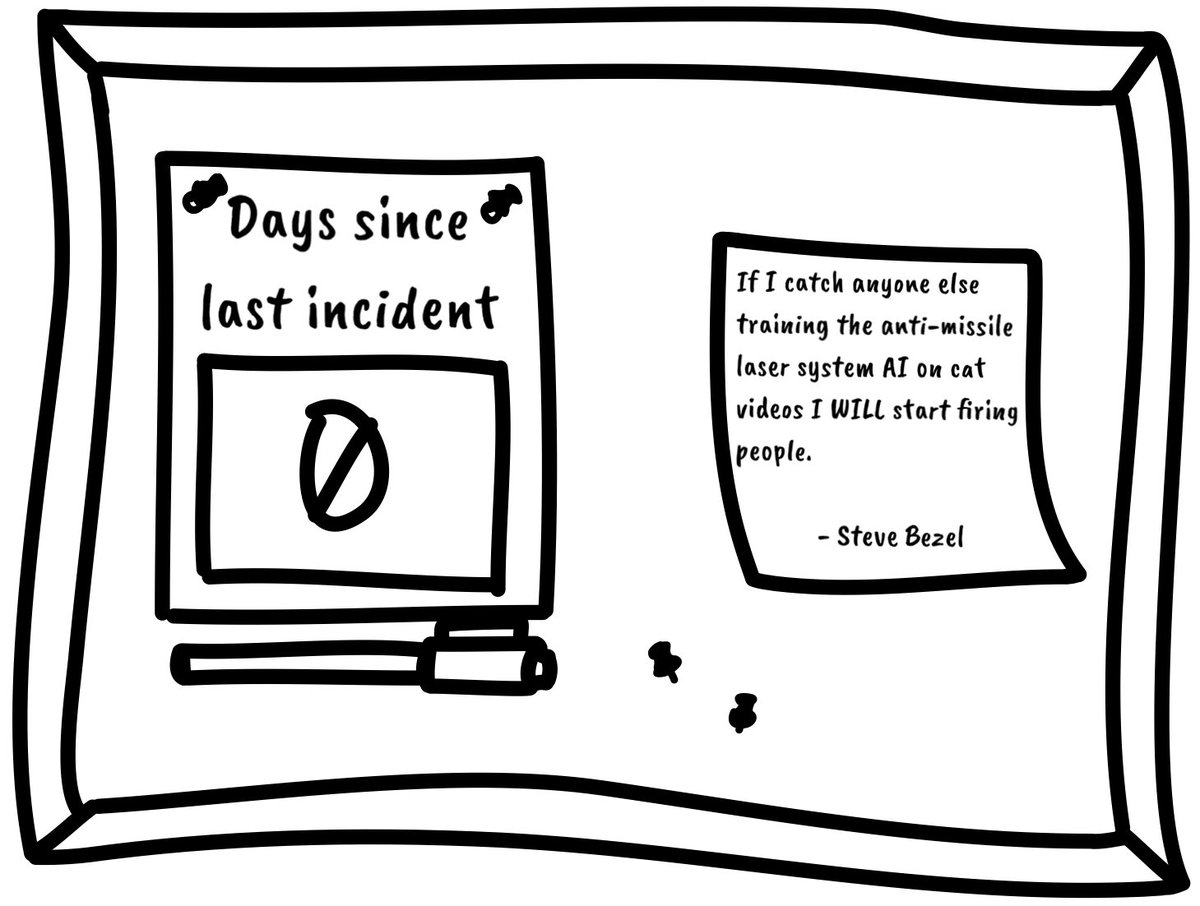 Days since
last incident
0
If I catch anyone else
training the anti-missile
laser system AI on cat
videos I WILL start firing
people.
- Steve Bezel